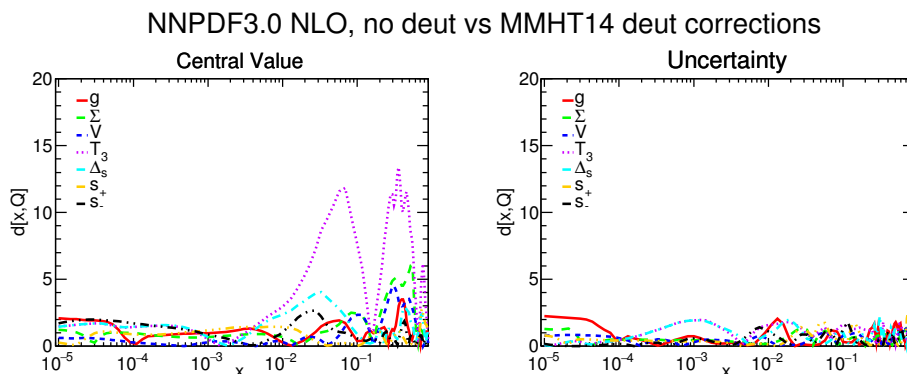 NNPDF3.0 NLO, no deut vs MMHT14 deut corrections
Central Value
20
15
10
5
0
d[x,Q]
g
Σ
V
T₃
Δₛ
s₊
s₋
10⁻⁵ 10⁻⁴ 10⁻³ 10⁻² 10⁻¹
x
Uncertainty
20
15
10
5
0
d[x,Q]
g
Σ
V
T₃
Δₛ
s₊
s₋
10⁻⁵ 10⁻⁴ 10⁻³ 10⁻² 10⁻¹
x